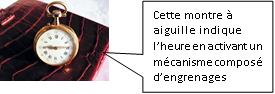 Cette montre à
aiguille indique
l'heure en activant un
mécanisme composé
d'engrenages